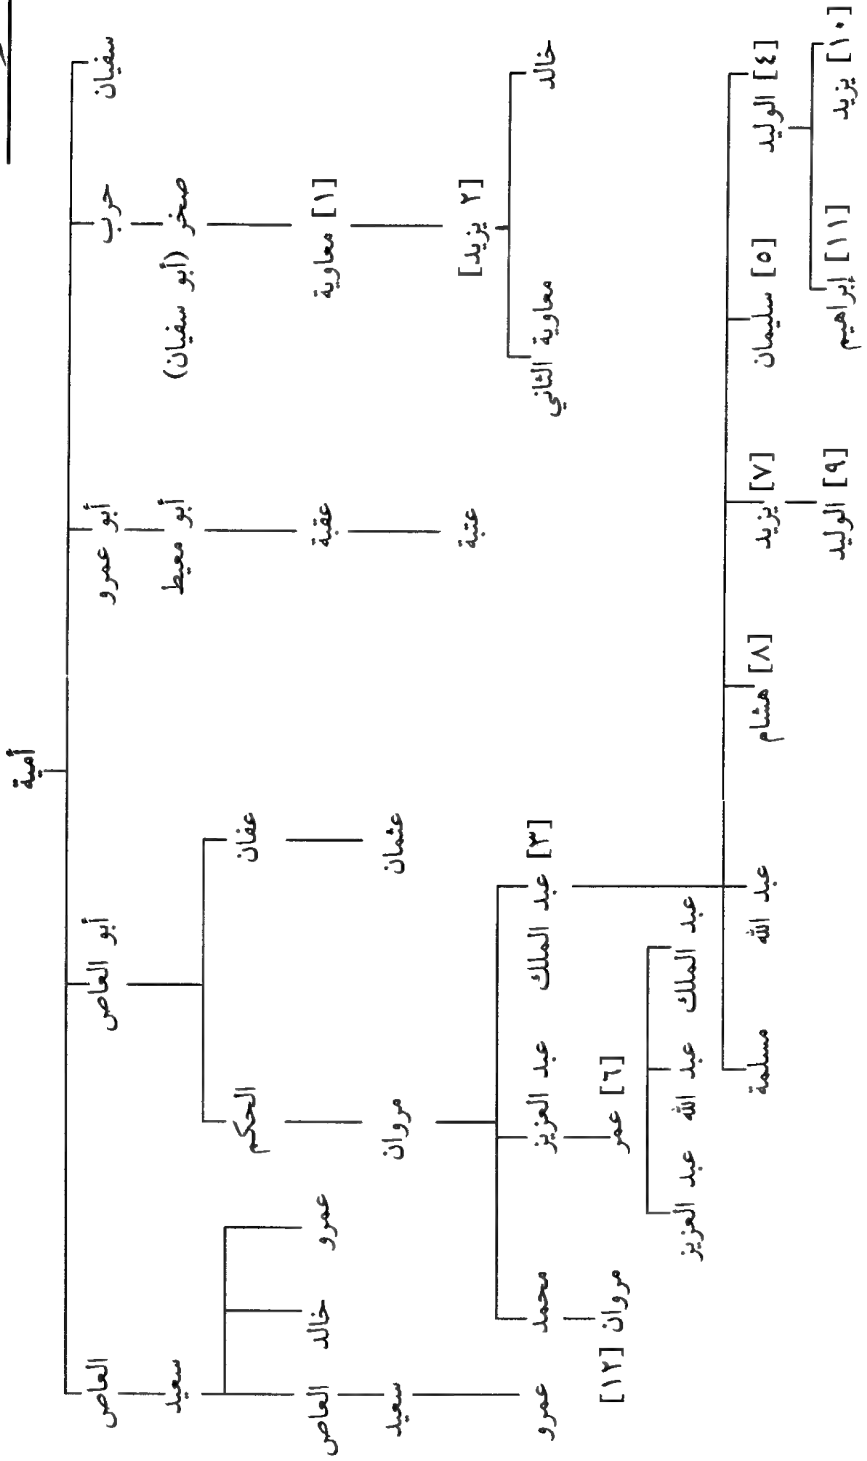 أمية
سفيان
حرب
أبو عمرو
أبو العاص
العاص
صخر (أبو سفيان)
أبو معيط
عفان
الحكم
سعيد
[١] معاوية
عقبة
عثمان
مروان
عمرو
خالد
العاص
سعيد
[٢ يزيد]
عتبة
خالد
معاوية الثاني
عبد الملك [٣]
عبد العزيز
محمد
عمرو
عمر [٦]
مروان [١٢]
عبد الملك
عبد الله
عبد العزيز
الوليد [٤]
سليمان [٥]
يزيد [٧]
هشام [٨]
عبد الله
مسلمة
يزيد [١٠]
إبراهيم [١١]
الوليد [٩]